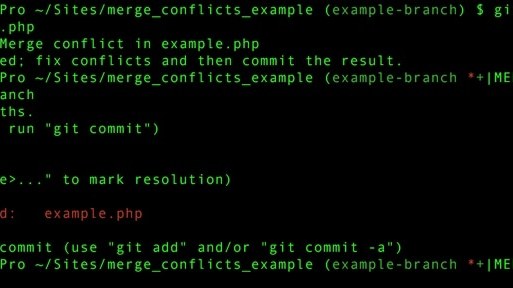 Pro ~/Sites/merge_conflicts_example (example-branch) $ gi
.php
Merge conflict in example.php
ed; fix conflicts and then commit the result.
Pro ~/Sites/merge_conflicts_example (example-branch *+|ME
anch
ths.
run "git commit")
e>..." to mark resolution)
d: example.php
commit (use "git add" and/or "git commit -a")
Pro ~/Sites/merge_conflicts_example (example-branch *+|ME